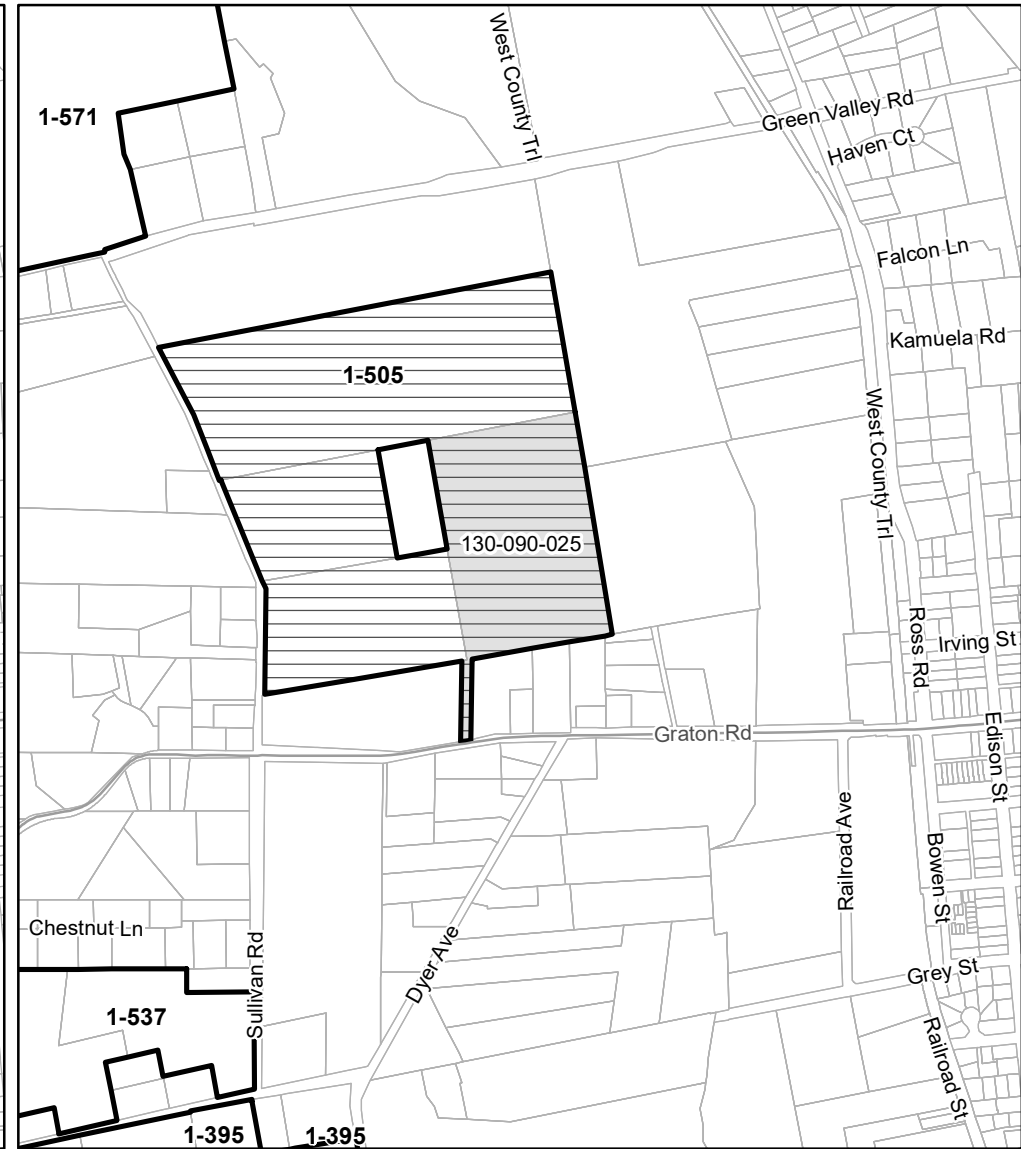 West County Trl
1-571
Green Valley Rd
Haven Ct
Falcon Ln
Kamuela Rd
1-505
West County Trl
130-090-025
Ross Rd
Irving St
Graton Rd
Edison St
Railroad Ave
Bowen St
Chestnut Ln
Sullivan Rd
Dyer Ave
Grey St
1-537
Railroad St
1-395
1-395